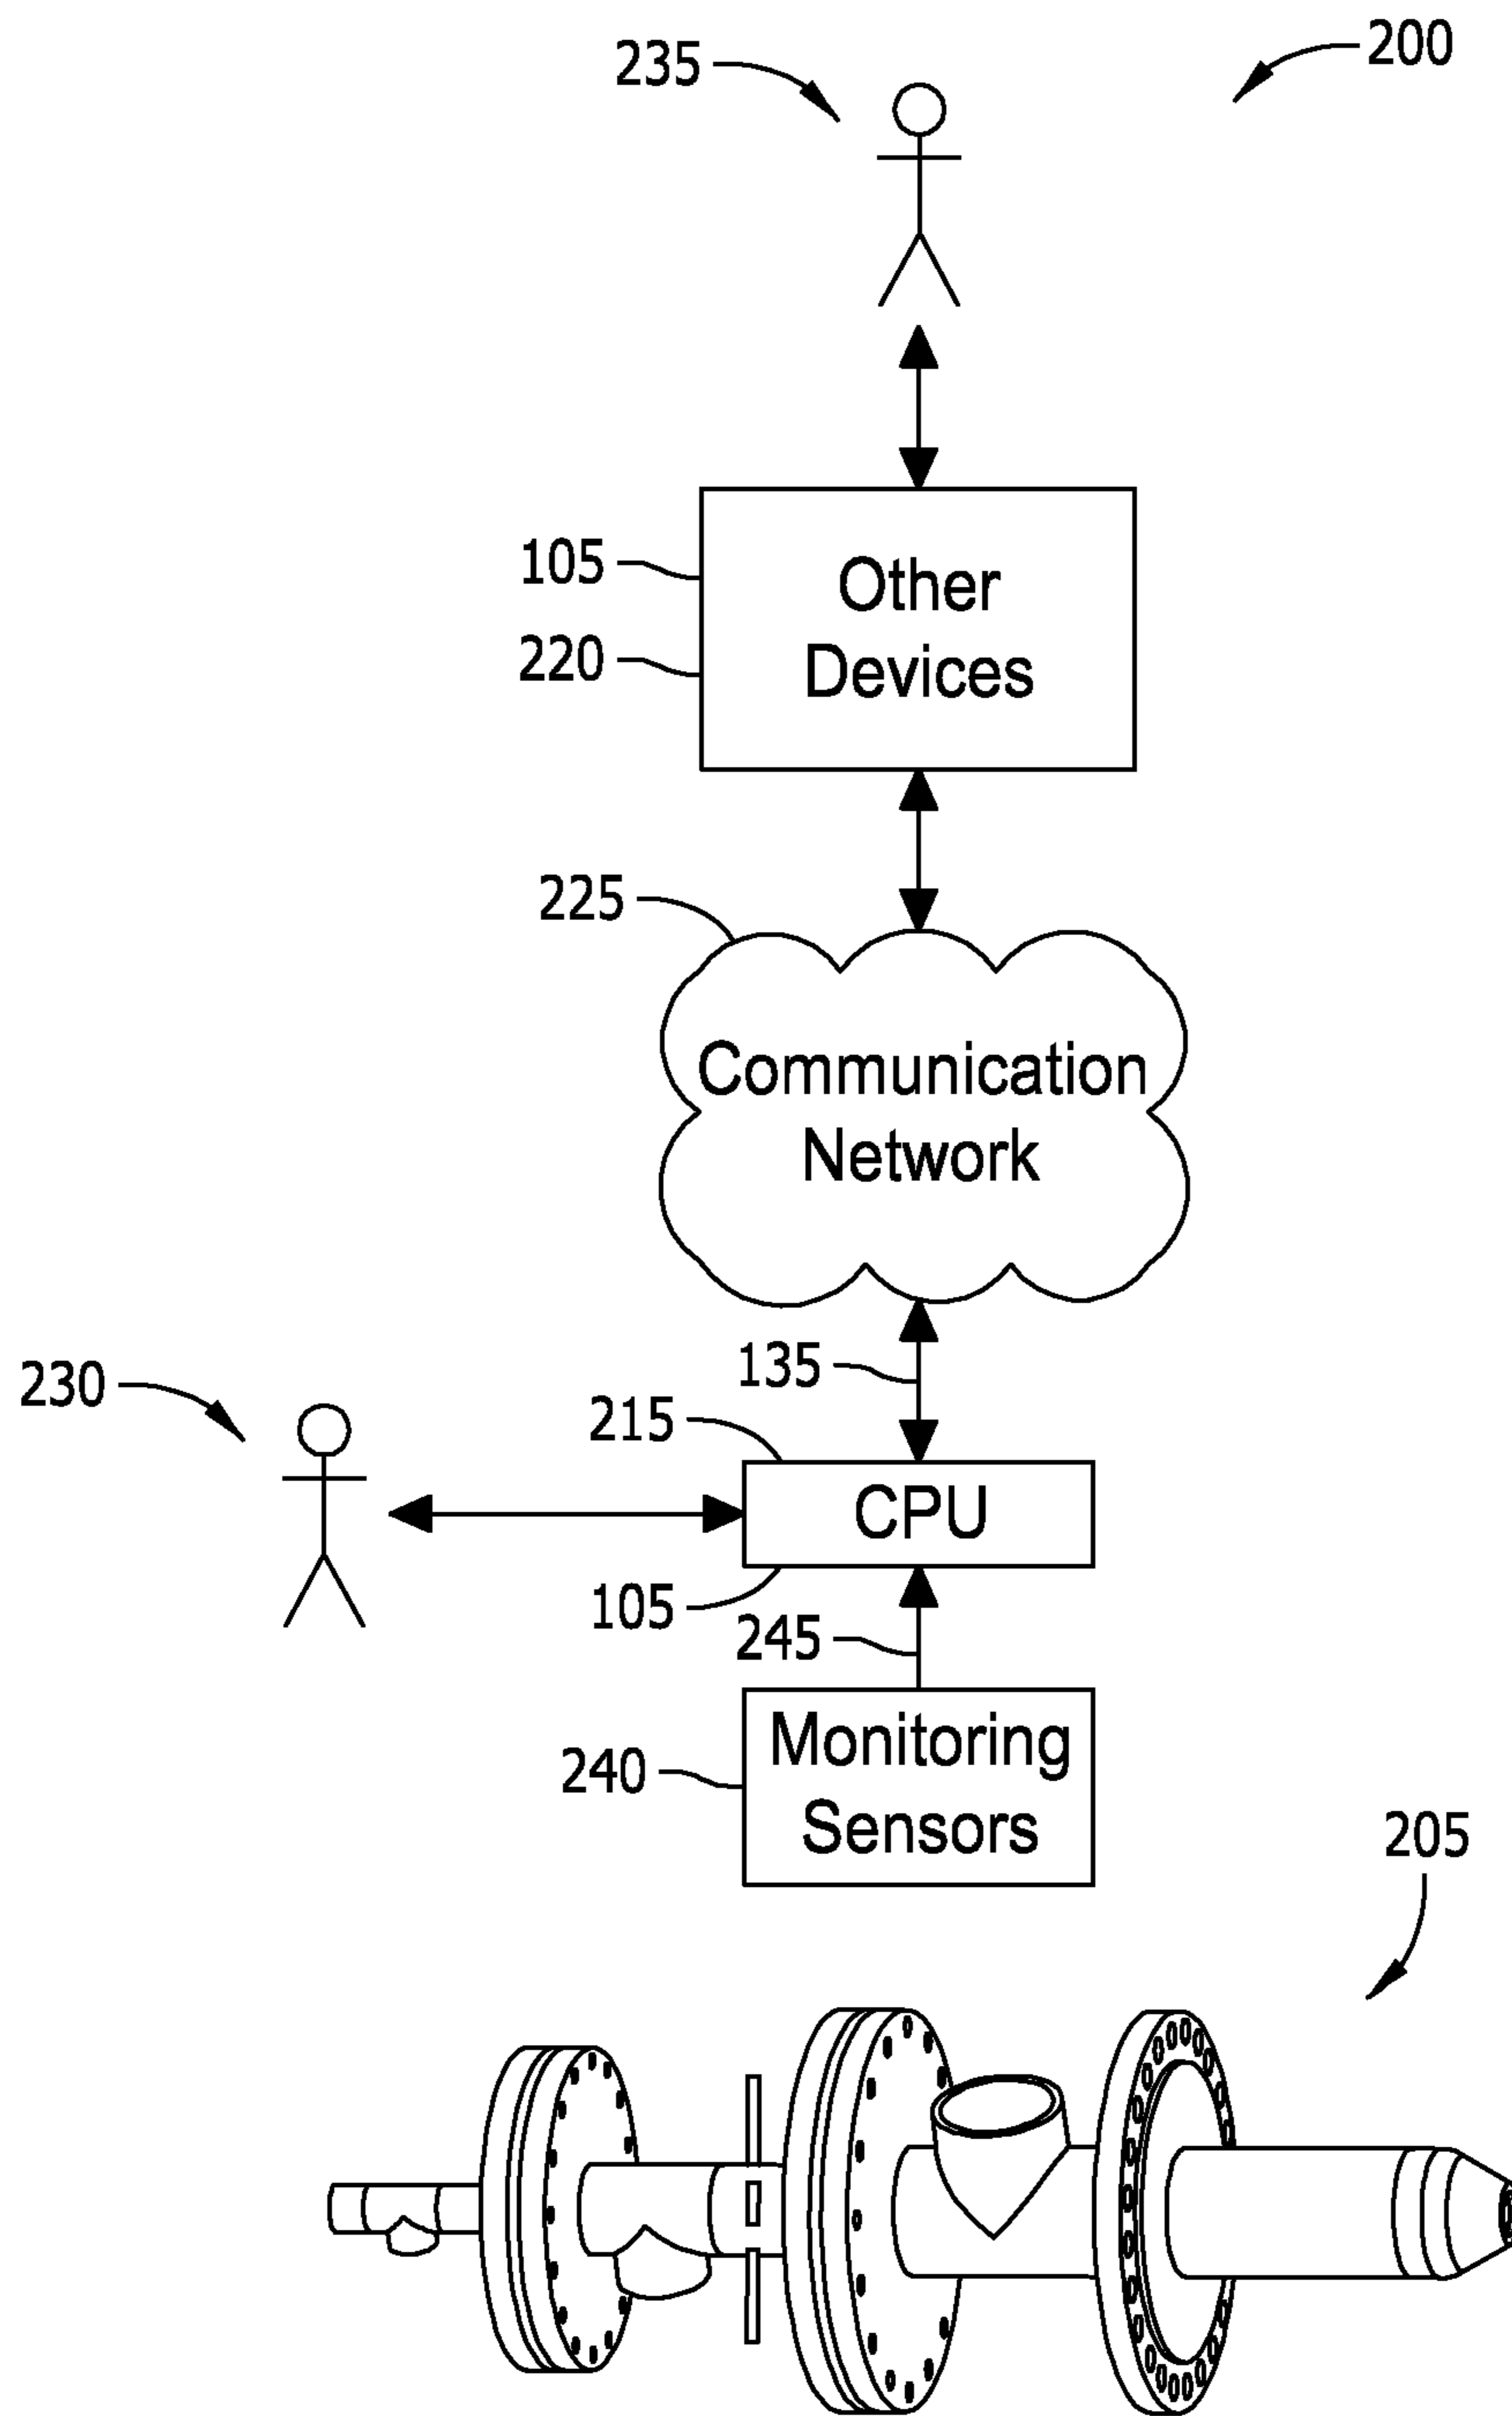 235
200
105
Other
220
Devices
225
Communication
Network
135
230
215
CPU
105
245
Monitoring
240
Sensors
205